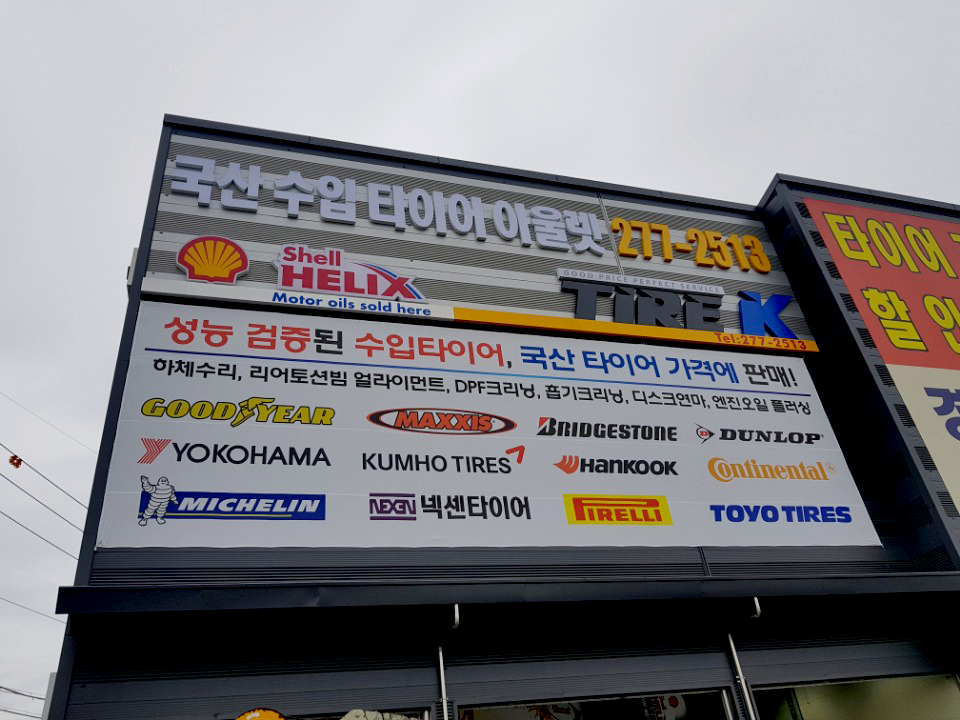 국산 수입 타이어 아울랫 277-2513
Shell
HELIX
Motor oils sold here
GOOD PRICE PERFECT SERVICE
TIRE K
Tel:277-2513
성능 검증된 수입타이어, 국산 타이어 가격에 판매!
하체수리, 리어토션빔 얼라이먼트, DPF크리닝, 흡기크리닝, 디스크연마, 엔진오일 플러싱
GOODYEAR MAXXIS BRIDGESTONE DUNLOP
YOKOHAMA KUMHO TIRES HANKOOK Continental
MICHELIN NEXEN 넥센타이어 PIRELLI TOYO TIRES
타이어
할인